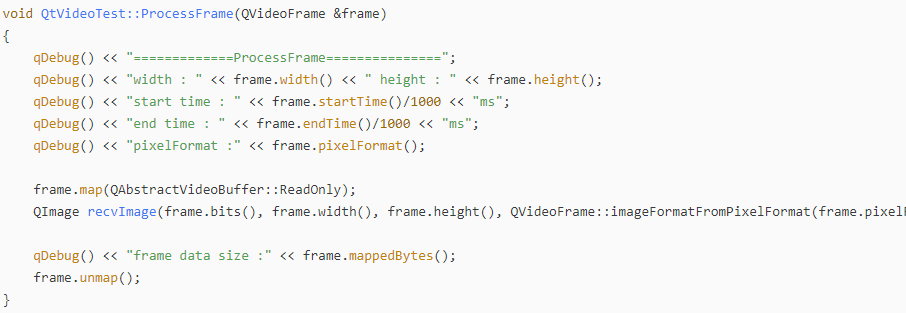 void QtVideoTest::ProcessFrame(QVideoFrame &frame)
{
    qDebug() << "=============ProcessFrame===============";
    qDebug() << "width : " << frame.width() << " height : " << frame.height();
    qDebug() << "start time : " << frame.startTime()/1000 << "ms";
    qDebug() << "end time : " << frame.endTime()/1000 << "ms";
    qDebug() << "pixelFormat :" << frame.pixelFormat();
    frame.map(QAbstractVideoBuffer::ReadOnly);
    QImage recvImage(frame.bits(), frame.width(), frame.height(), QVideoFrame::imageFormatFromPixelFormat(frame.pixel
    qDebug() << "frame data size :" << frame.mappedBytes();
    frame.unmap();
}